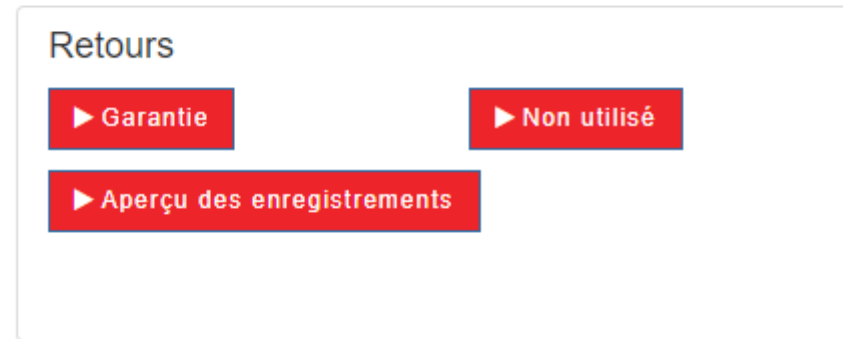 Retours
Garantie
Non utilisé
Aperçu des enregistrements